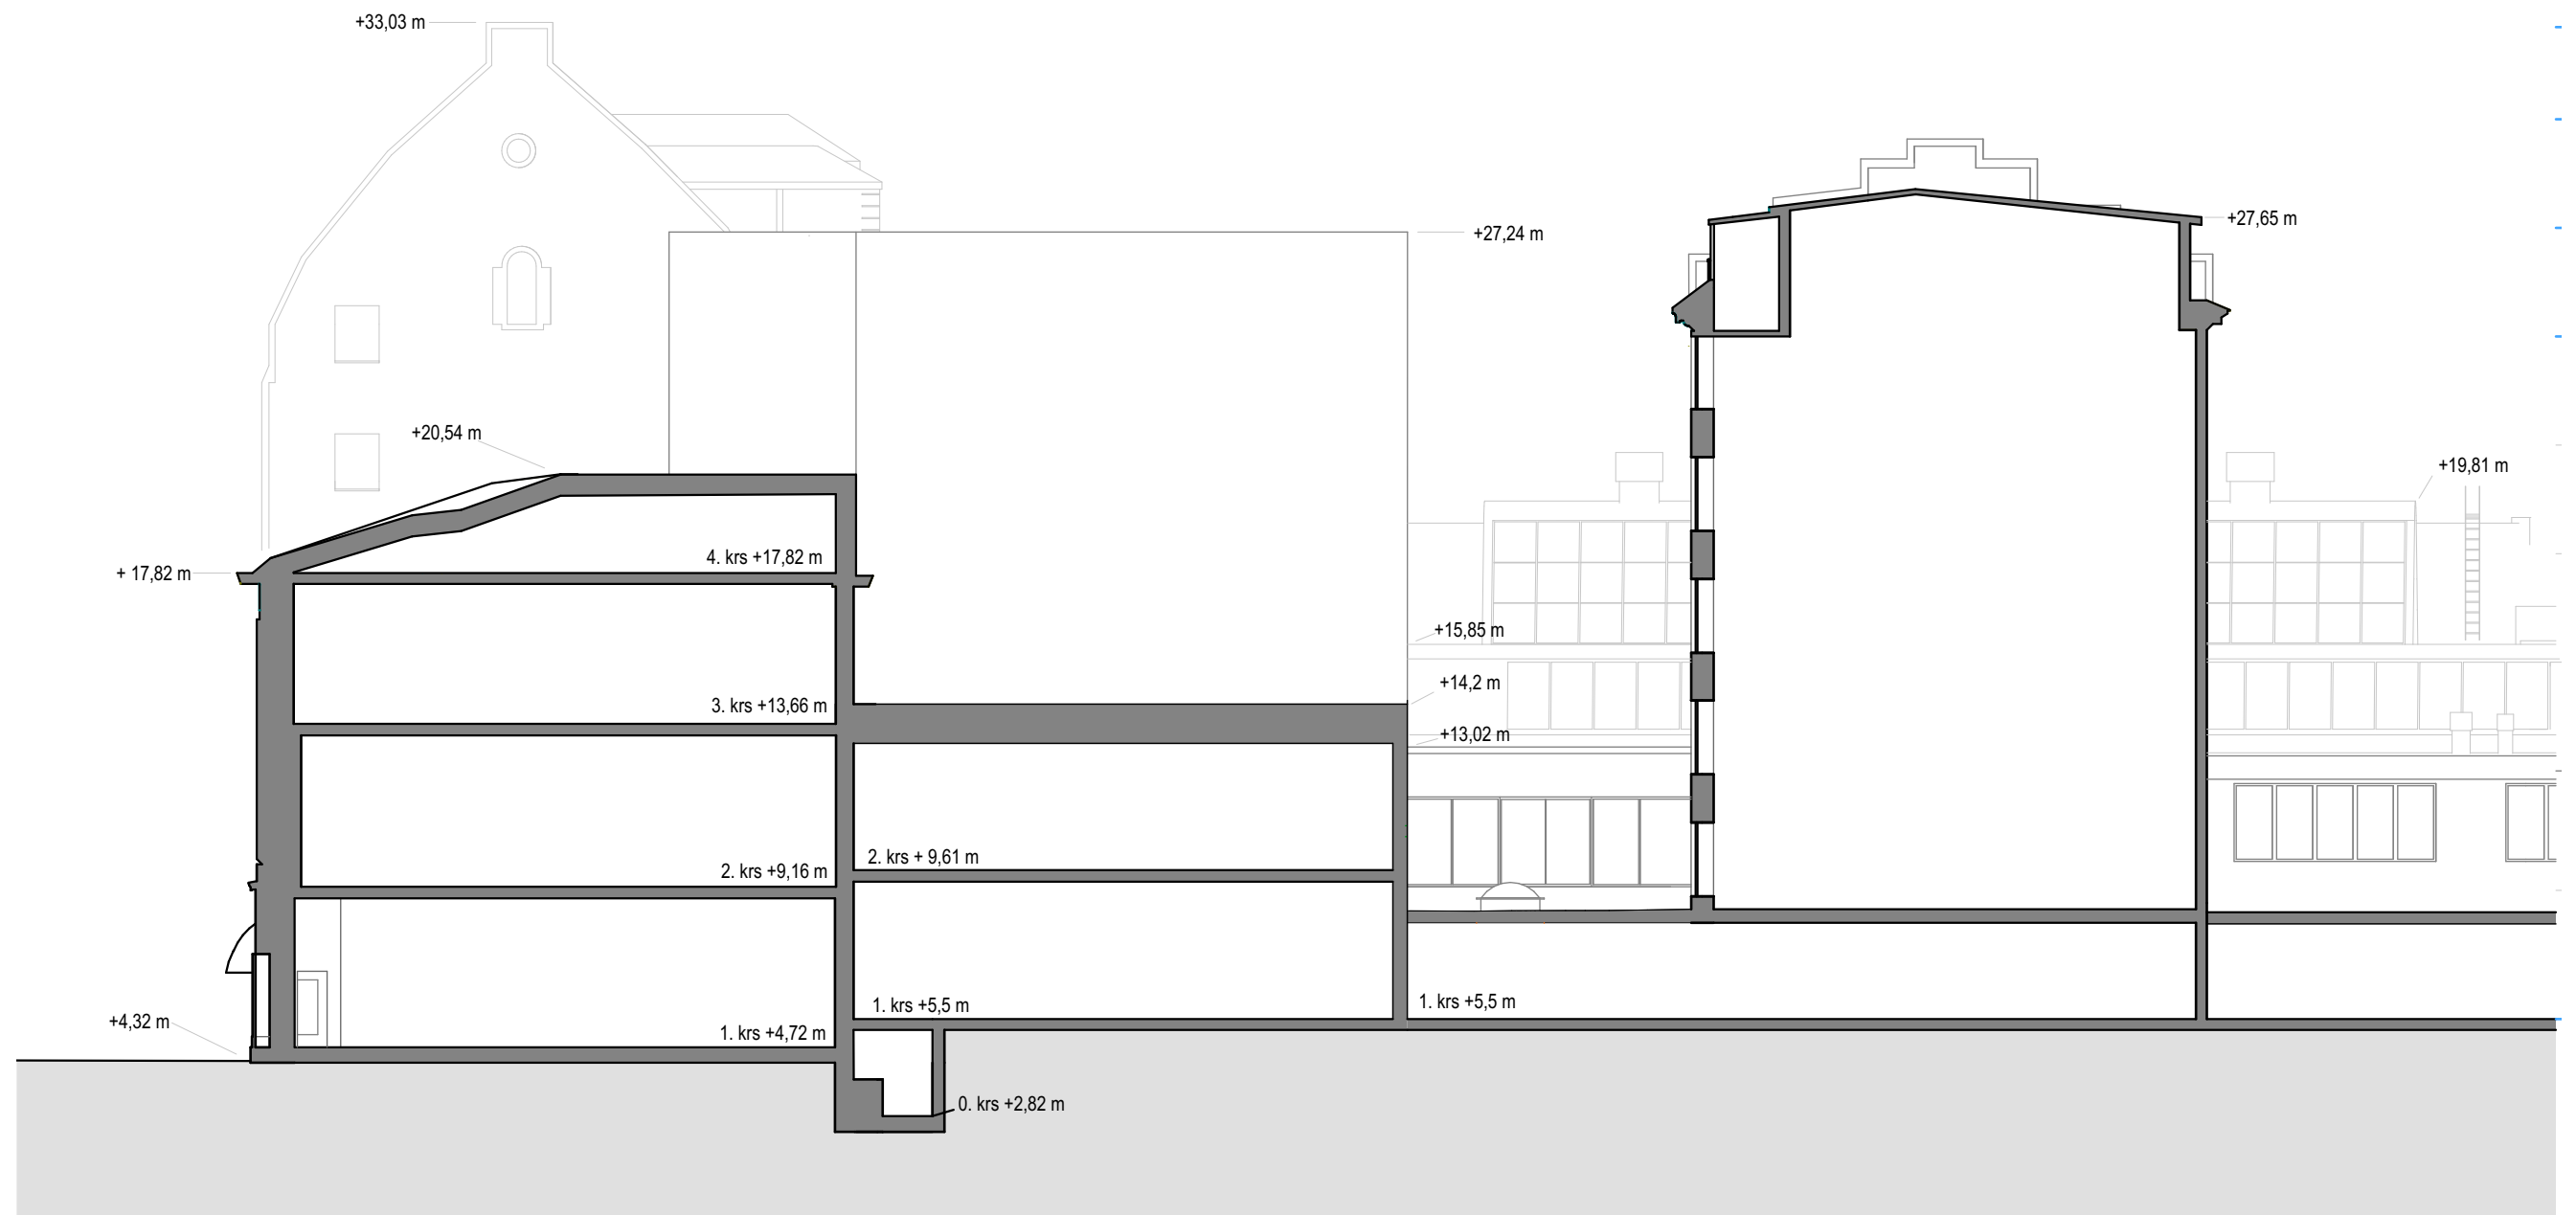 +33,03 m
+27,65 m
+27,24 m
+20,54 m
+19,81 m
4. krs +17,82 m
+ 17,82 m
+15,85 m
+14,2 m
3. krs +13,66 m
+13,02 m
2. krs + 9,61 m
2. krs +9,16 m
1. krs +5,5 m
1. krs +5,5 m
+4,32 m
1. krs +4,72 m
0. krs +2,82 m